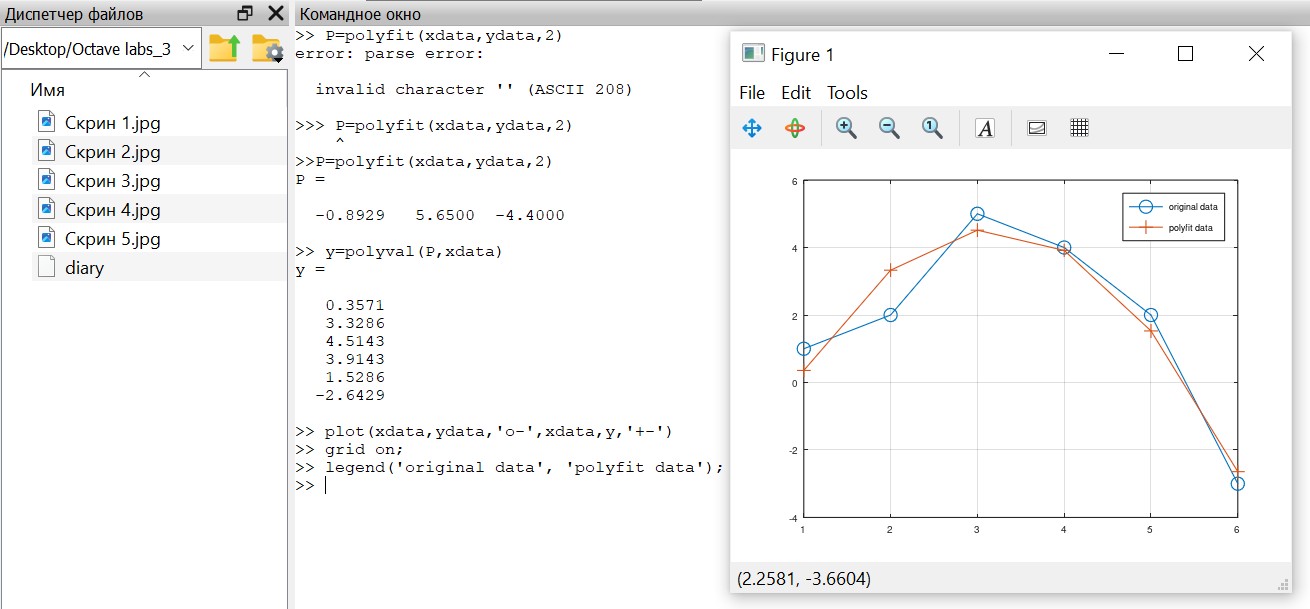 Диспетчер файлов
/Desktop/Octave labs_3
Имя
Скрин 1.jpg
Скрин 2.jpg
Скрин 3.jpg
Скрин 4.jpg
Скрин 5.jpg
diary
Командное окно
>> P=polyfit(xdata,ydata,2)
error: parse error:
invalid character '' (ASCII 208)
>>> P=polyfit(xdata,ydata,2)
^
>>P=polyfit(xdata,ydata,2)
P =
-0.8929 5.6500 -4.4000
>> y=polyval(P,xdata)
y =
0.3571
3.3286
4.5143
3.9143
1.5286
-2.6429
>> plot(xdata,ydata,'o-',xdata,y,'+-')
>> grid on;
>> legend('original data', 'polyfit data');
>>
Figure 1
File Edit Tools
1 A
original data
polyfit data
6
4
2
0
-2
-4
1 2 3 4 5 6
(2.2581, -3.6604)